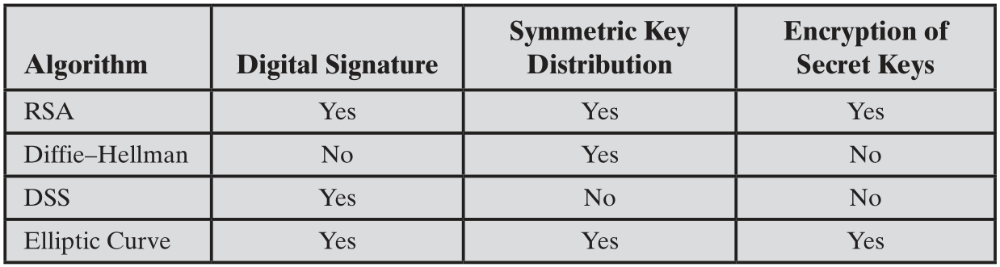 Algorithm Digital Signature Symmetric Key Distribution Encryption of Secret Keys
RSA Yes Yes Yes
Diffie–Hellman No Yes No
DSS Yes No No
Elliptic Curve Yes Yes Yes